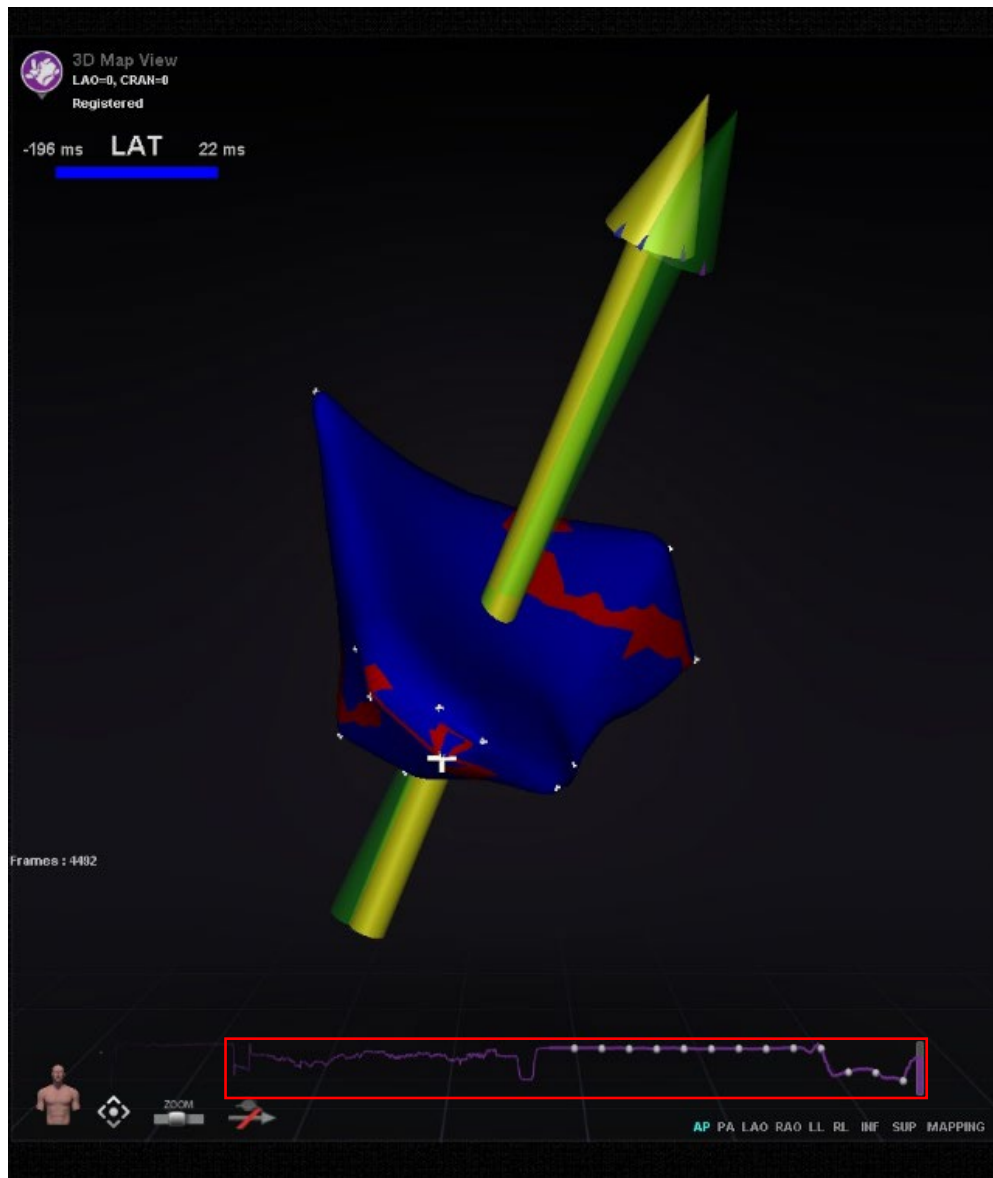 3D Map View
LAO=0, CRAN=0
Registered
-196 ms LAT 22 ms
Frames : 4492
ZOOM
AP PA LAO RAO LL RL INF SUP MAPPING